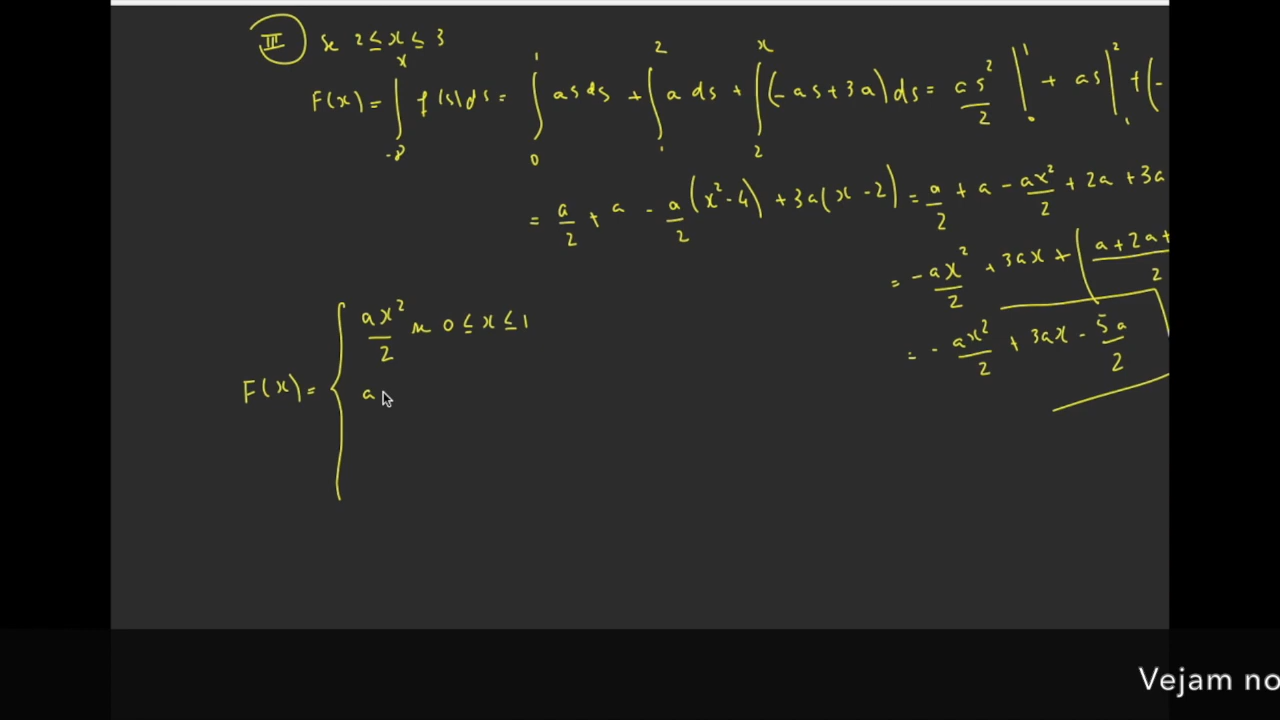 III se 2 ≤ x ≤ 3
F(x) = ∫_{-∞}^{x} f(s)ds = ∫_0^1 as ds + ∫_1^2 a ds + ∫_2^x (-as + 3a) ds = as²/2 |_0^1 + as |_1^2 + (-
= a/2 + a - a/2 (x² - 4) + 3a(x - 2) = a/2 + a - ax²/2 + 2a + 3a
= -ax²/2 + 3ax + (a + 2a +/2
= -ax²/2 + 3ax - 5a/2
F(x) = { ax²/2 se 0 ≤ x ≤ 1
a
Vejam no